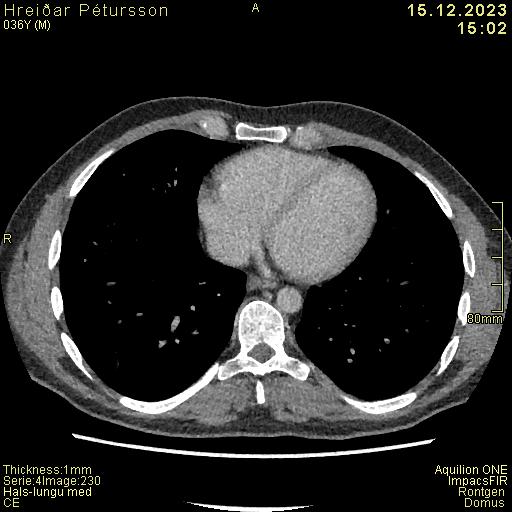 Hreiðar Pétursson
036Y (M)
A
15.12.2023
15:02
R
80mm
Thickness:1mm
Serie:4Image:230
Hals-lungu med
CE
Aquilion ONE
ImpacsFIR
Rontgen
Domus